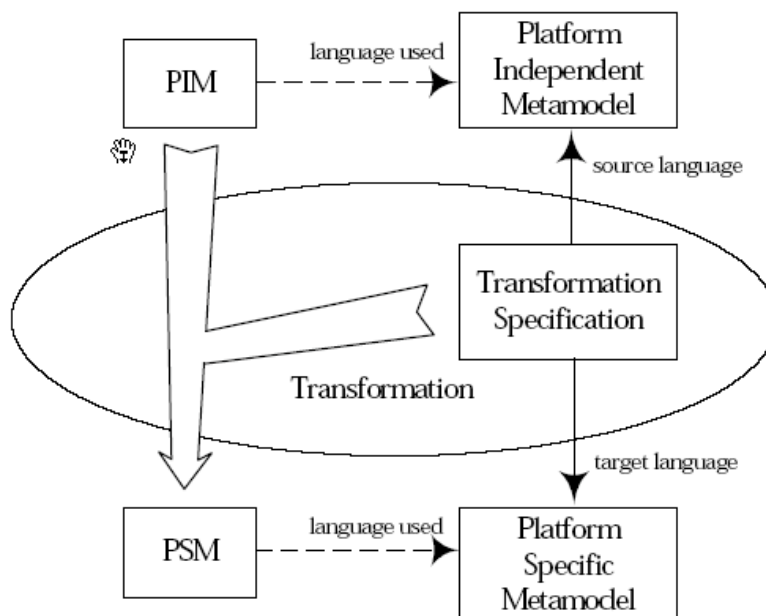 PIM
language used
Platform
Independent
Metamodel
source language
Transformation
Specification
Transformation
target language
PSM
language used
Platform
Specific
Metamodel